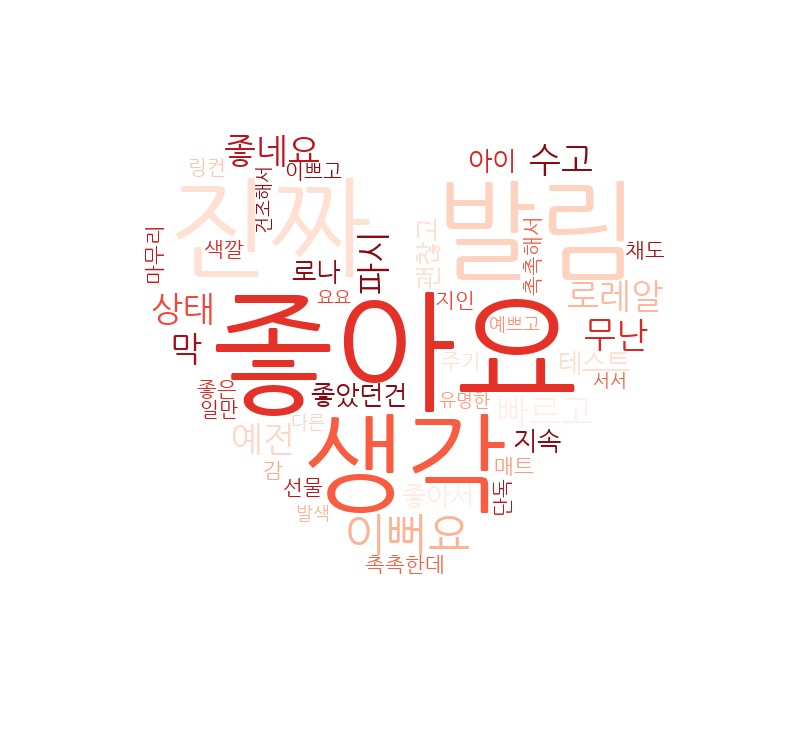 좋네요
아이
수고
링컨
이쁘고
건조해서
진짜
발림
마무리
색깔
파시
괜찮고
촉촉해서
채도
로나
상태
요요
지인
로레알
좋아요
예쁘고
무난
막
주기
테스트
좋은
좋았던건
서서
일만
유명한
빠르고
다른
예전
생각
지속
감
매트
선물
좋아서
단독
발색
이뻐요
촉촉한데